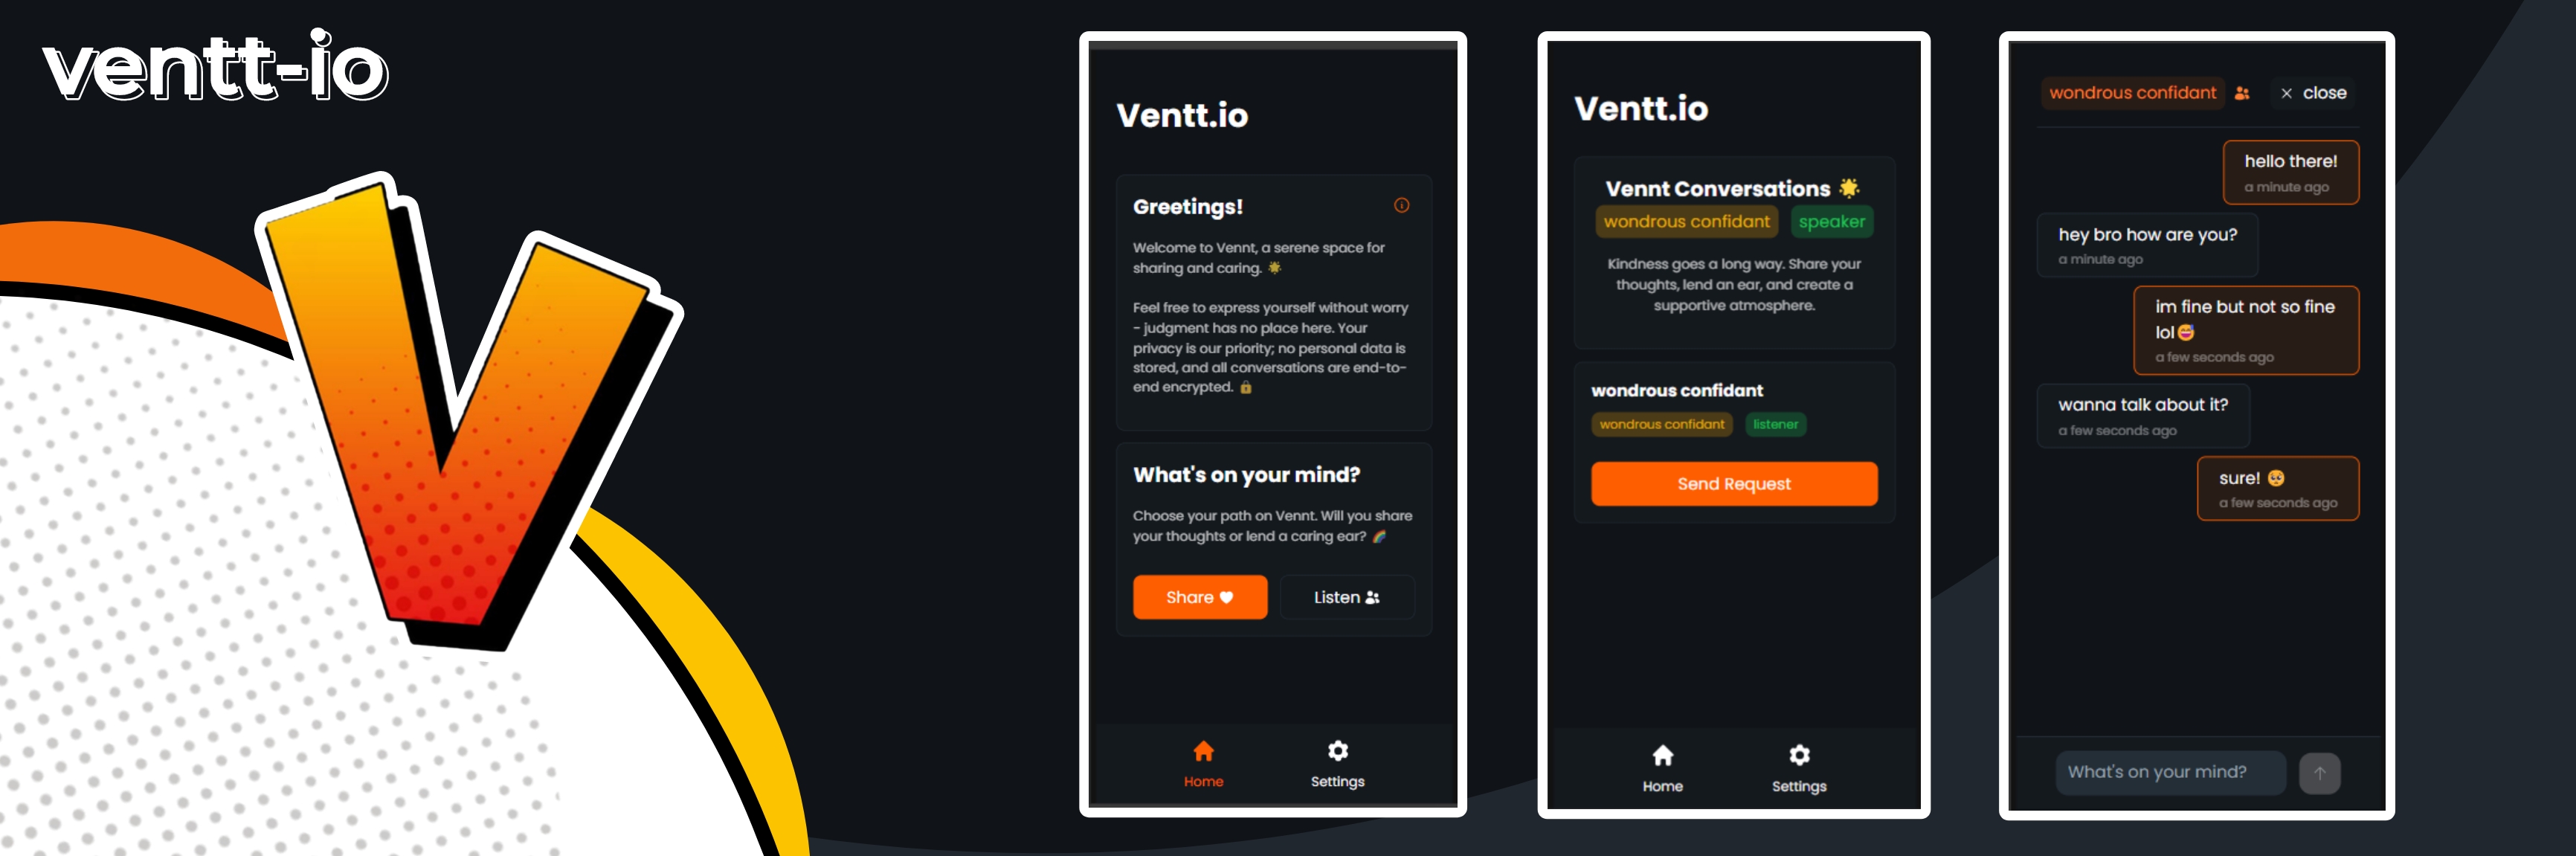 ventt-io
V
Ventt.io
Greetings!
Welcome to Vennt, a serene space for
sharing and caring. 🌟
Feel free to express yourself without worry
- judgment has no place here. Your
privacy is our priority; no personal data is
stored, and all conversations are end-to-
end encrypted. 🔒
What's on your mind?
Choose your path on Vennt. Will you share
your thoughts or lend a caring ear? 🌈
Share
Listen
Home
Settings
Ventt.io
Vennt Conversations 🌟
wondrous confidant
speaker
Kindness goes a long way. Share your
thoughts, lend an ear, and create a
supportive atmosphere.
wondrous confidant
wondrous confidant
listener
Send Request
Home
Settings
wondrous confidant
× close
hello there!
a minute ago
hey bro how are you?
a minute ago
im fine but not so fine
lol😅
a few seconds ago
wanna talk about it?
a few seconds ago
sure! 🥺
a few seconds ago
What's on your mind?